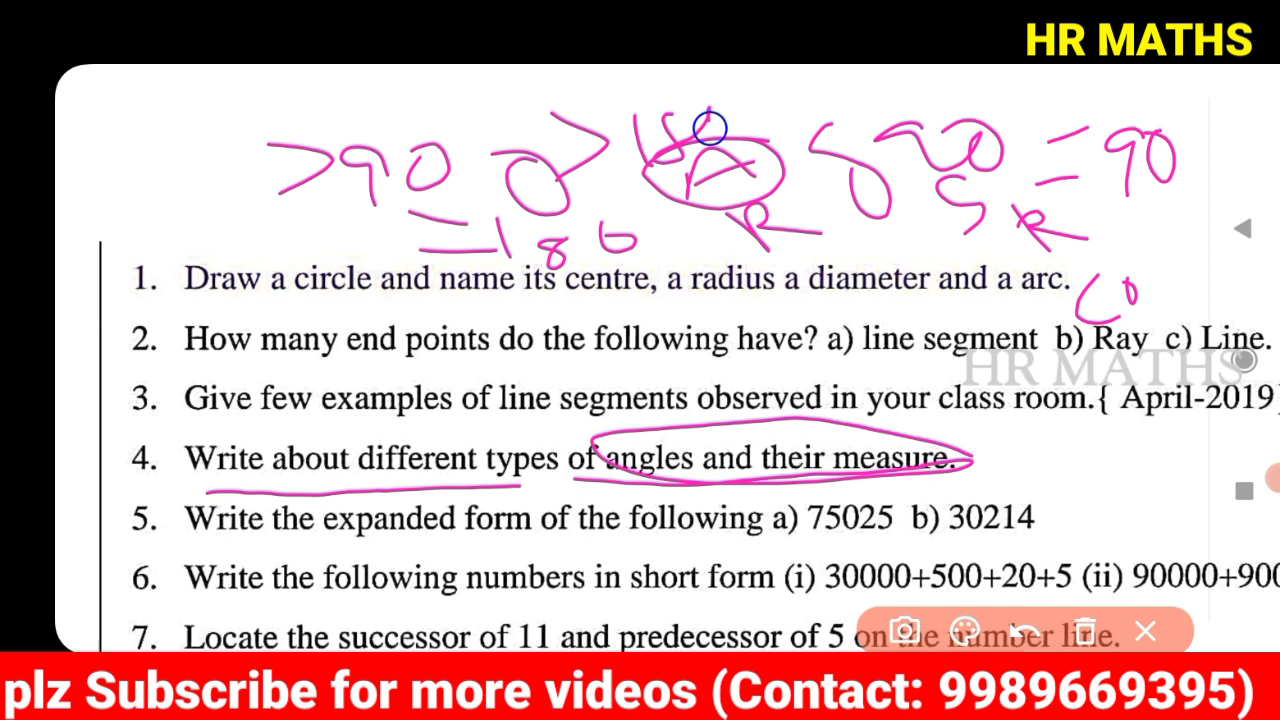 HR MATHS
>90
=180
R
<90
= 90
R
1. Draw a circle and name its centre, a radius a diameter and a arc.
2. How many end points do the following have? a) line segment b) Ray c) Line.
HR MATHS
3. Give few examples of line segments observed in your class room.{ April-2019}
4. Write about different types of angles and their measure.
5. Write the expanded form of the following a) 75025 b) 30214
6. Write the following numbers in short form (i) 30000+500+20+5 (ii) 90000+900
7. Locate the successor of 11 and predecessor of 5 on the number line.
plz Subscribe for more videos (Contact: 9989669395)